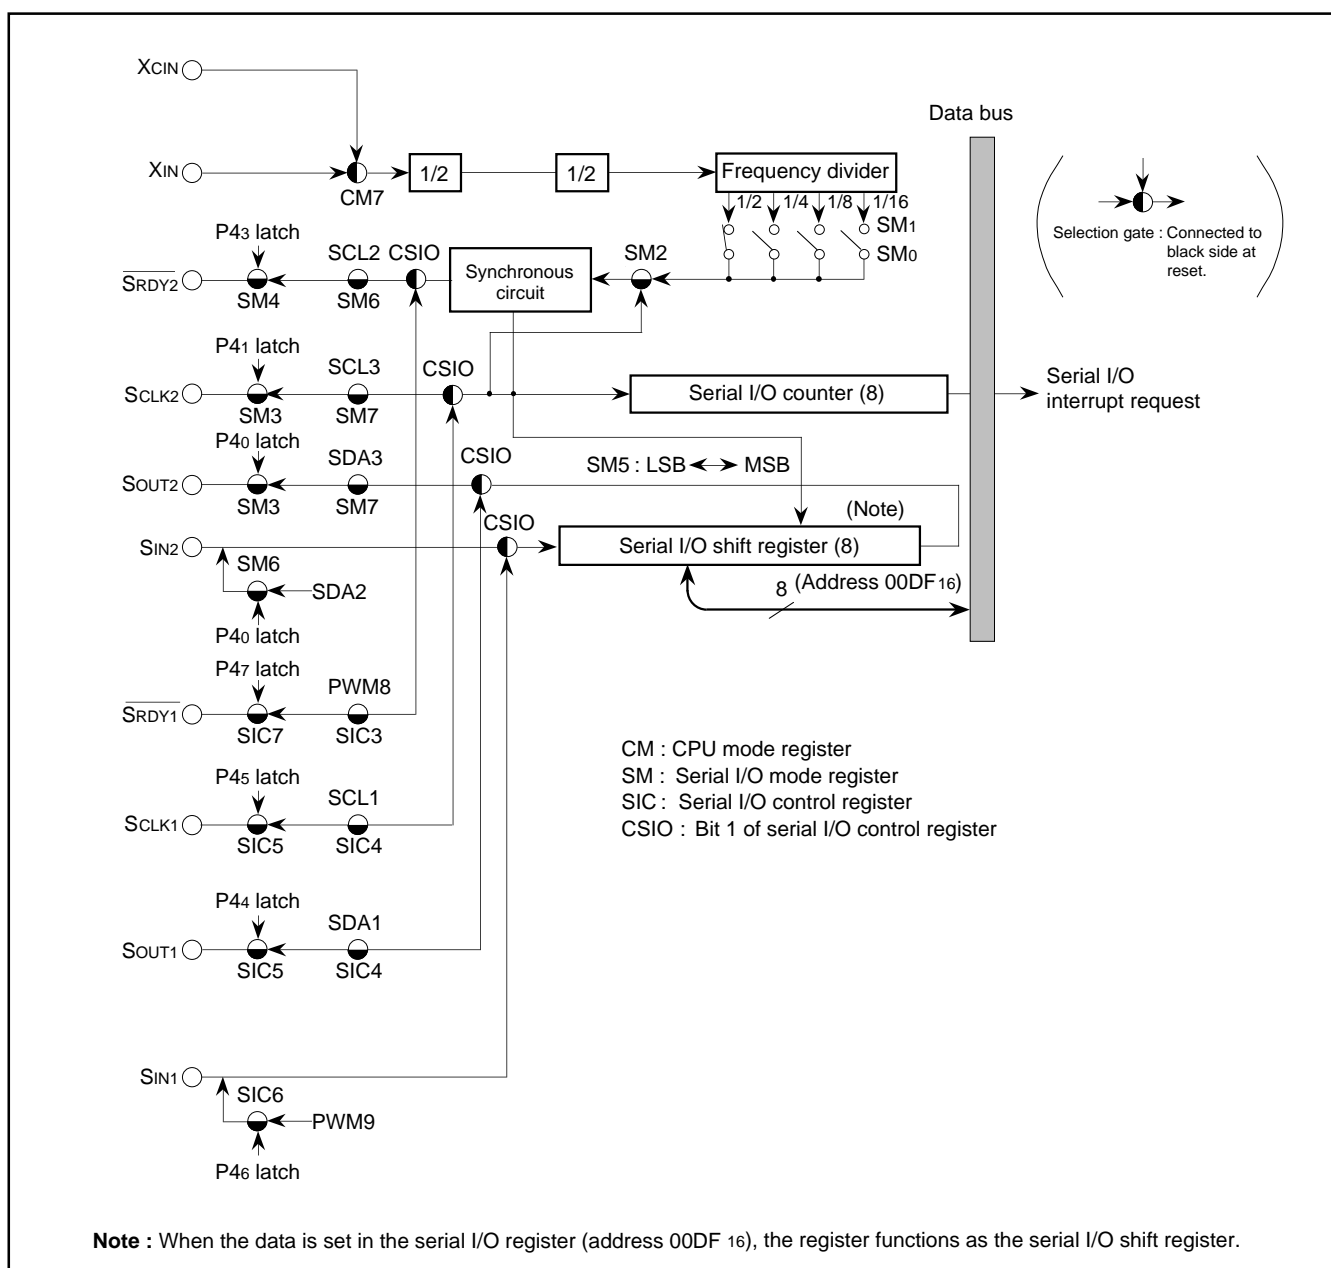 XCIN
Data bus
XIN
1/2
1/2
Frequency divider
CM7
1/2
1/4
1/8
1/16
SM1
SM0
Selection gate : Connected to
black side at
reset.
P43 latch
SCL2
CSIO
Synchronous
circuit
SM2
SRDY2
SM4
SM6
P41 latch
SCL3
CSIO
SCLK2
SM3
SM7
Serial I/O counter (8)
Serial I/O
interrupt request
P40 latch
SDA3
CSIO
SM5 : LSB
MSB
SOUT2
SM3
SM7
(Note)
CSIO
SIN2
Serial I/O shift register (8)
SM6
SDA2
8
(Address 00DF16)
P40 latch
P47 latch
PWM8
SRDY1
SIC7
SIC3
CM : CPU mode register
SM : Serial I/O mode register
SIC : Serial I/O control register
CSIO : Bit 1 of serial I/O control register
P45 latch
SCL1
SCLK1
SIC5
SIC4
P44 latch
SDA1
SOUT1
SIC5
SIC4
SIN1
SIC6
PWM9
P46 latch
Note : When the data is set in the serial I/O register (address 00DF 16), the register functions as the serial I/O shift register.